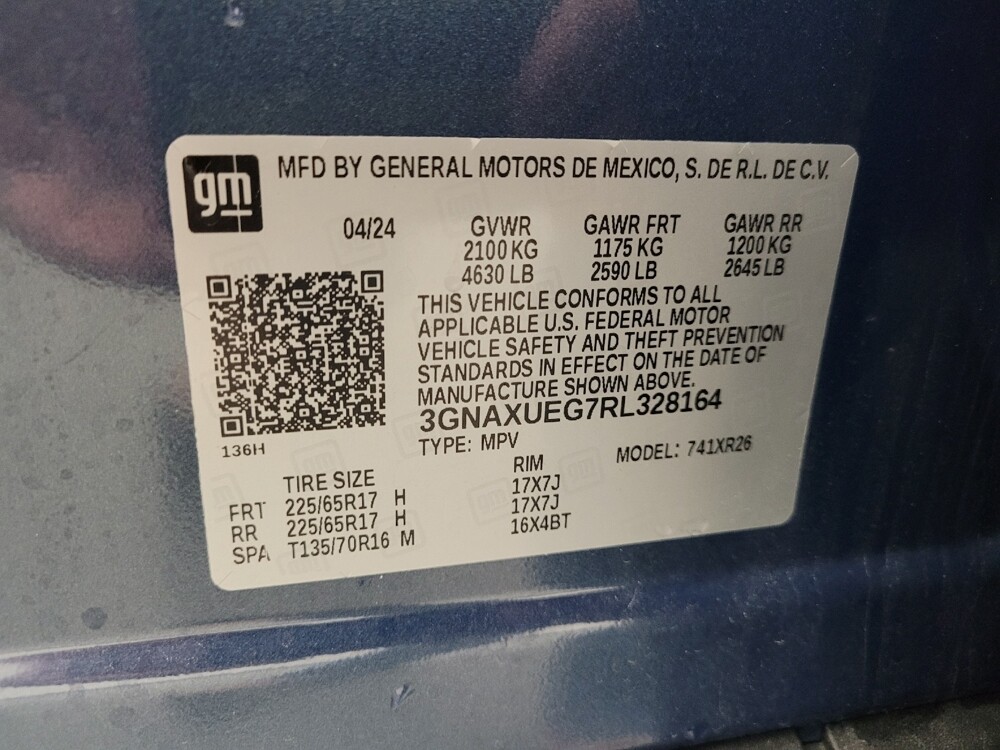 gm
MFD BY GENERAL MOTORS DE MEXICO, S. DE R.L. DE C.V.
04/24
GVWR GAWR FRT GAWR RR
2100 KG 1175 KG 1200 KG
4630 LB 2590 LB 2645 LB
THIS VEHICLE CONFORMS TO ALL
APPLICABLE U.S. FEDERAL MOTOR
VEHICLE SAFETY AND THEFT PREVENTION
STANDARDS IN EFFECT ON THE DATE OF
MANUFACTURE SHOWN ABOVE.
3GNAXUEG7RL328164
TYPE: MPV MODEL: 741XR26
136H
TIRE SIZE RIM
FRT 225/65R17 H 17X7J
RR 225/65R17 H 17X7J
SPA T135/70R16 M 16X4BT